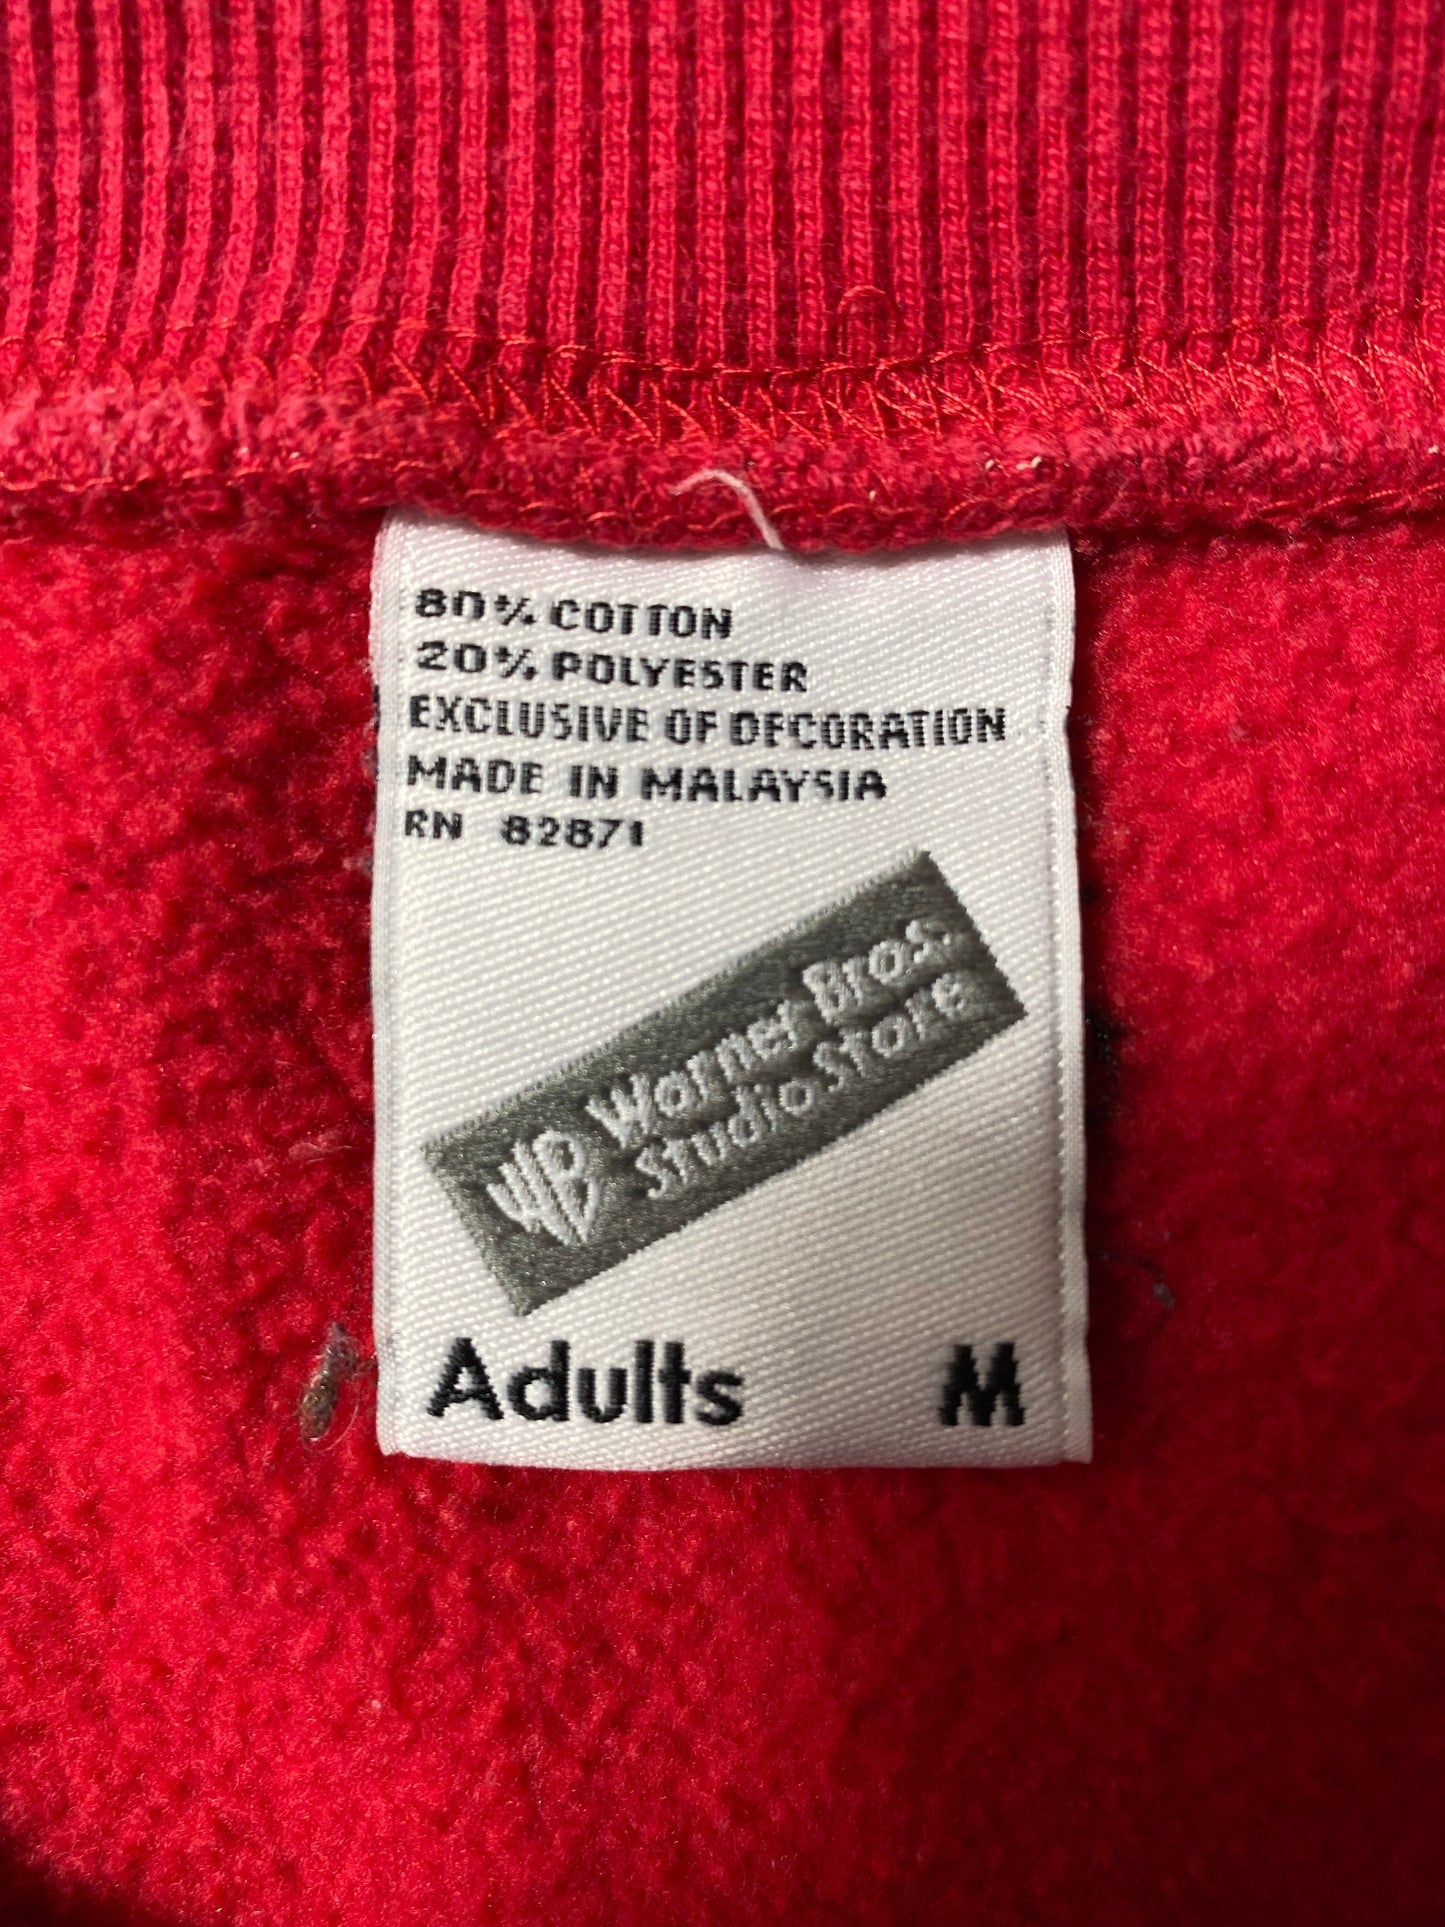 80% COTTON
20% POLYESTER
EXCLUSIVE OF DECORATION
MADE IN MALAYSIA
RN 82871
WB Warner Bros.
Studio Store
Adults M